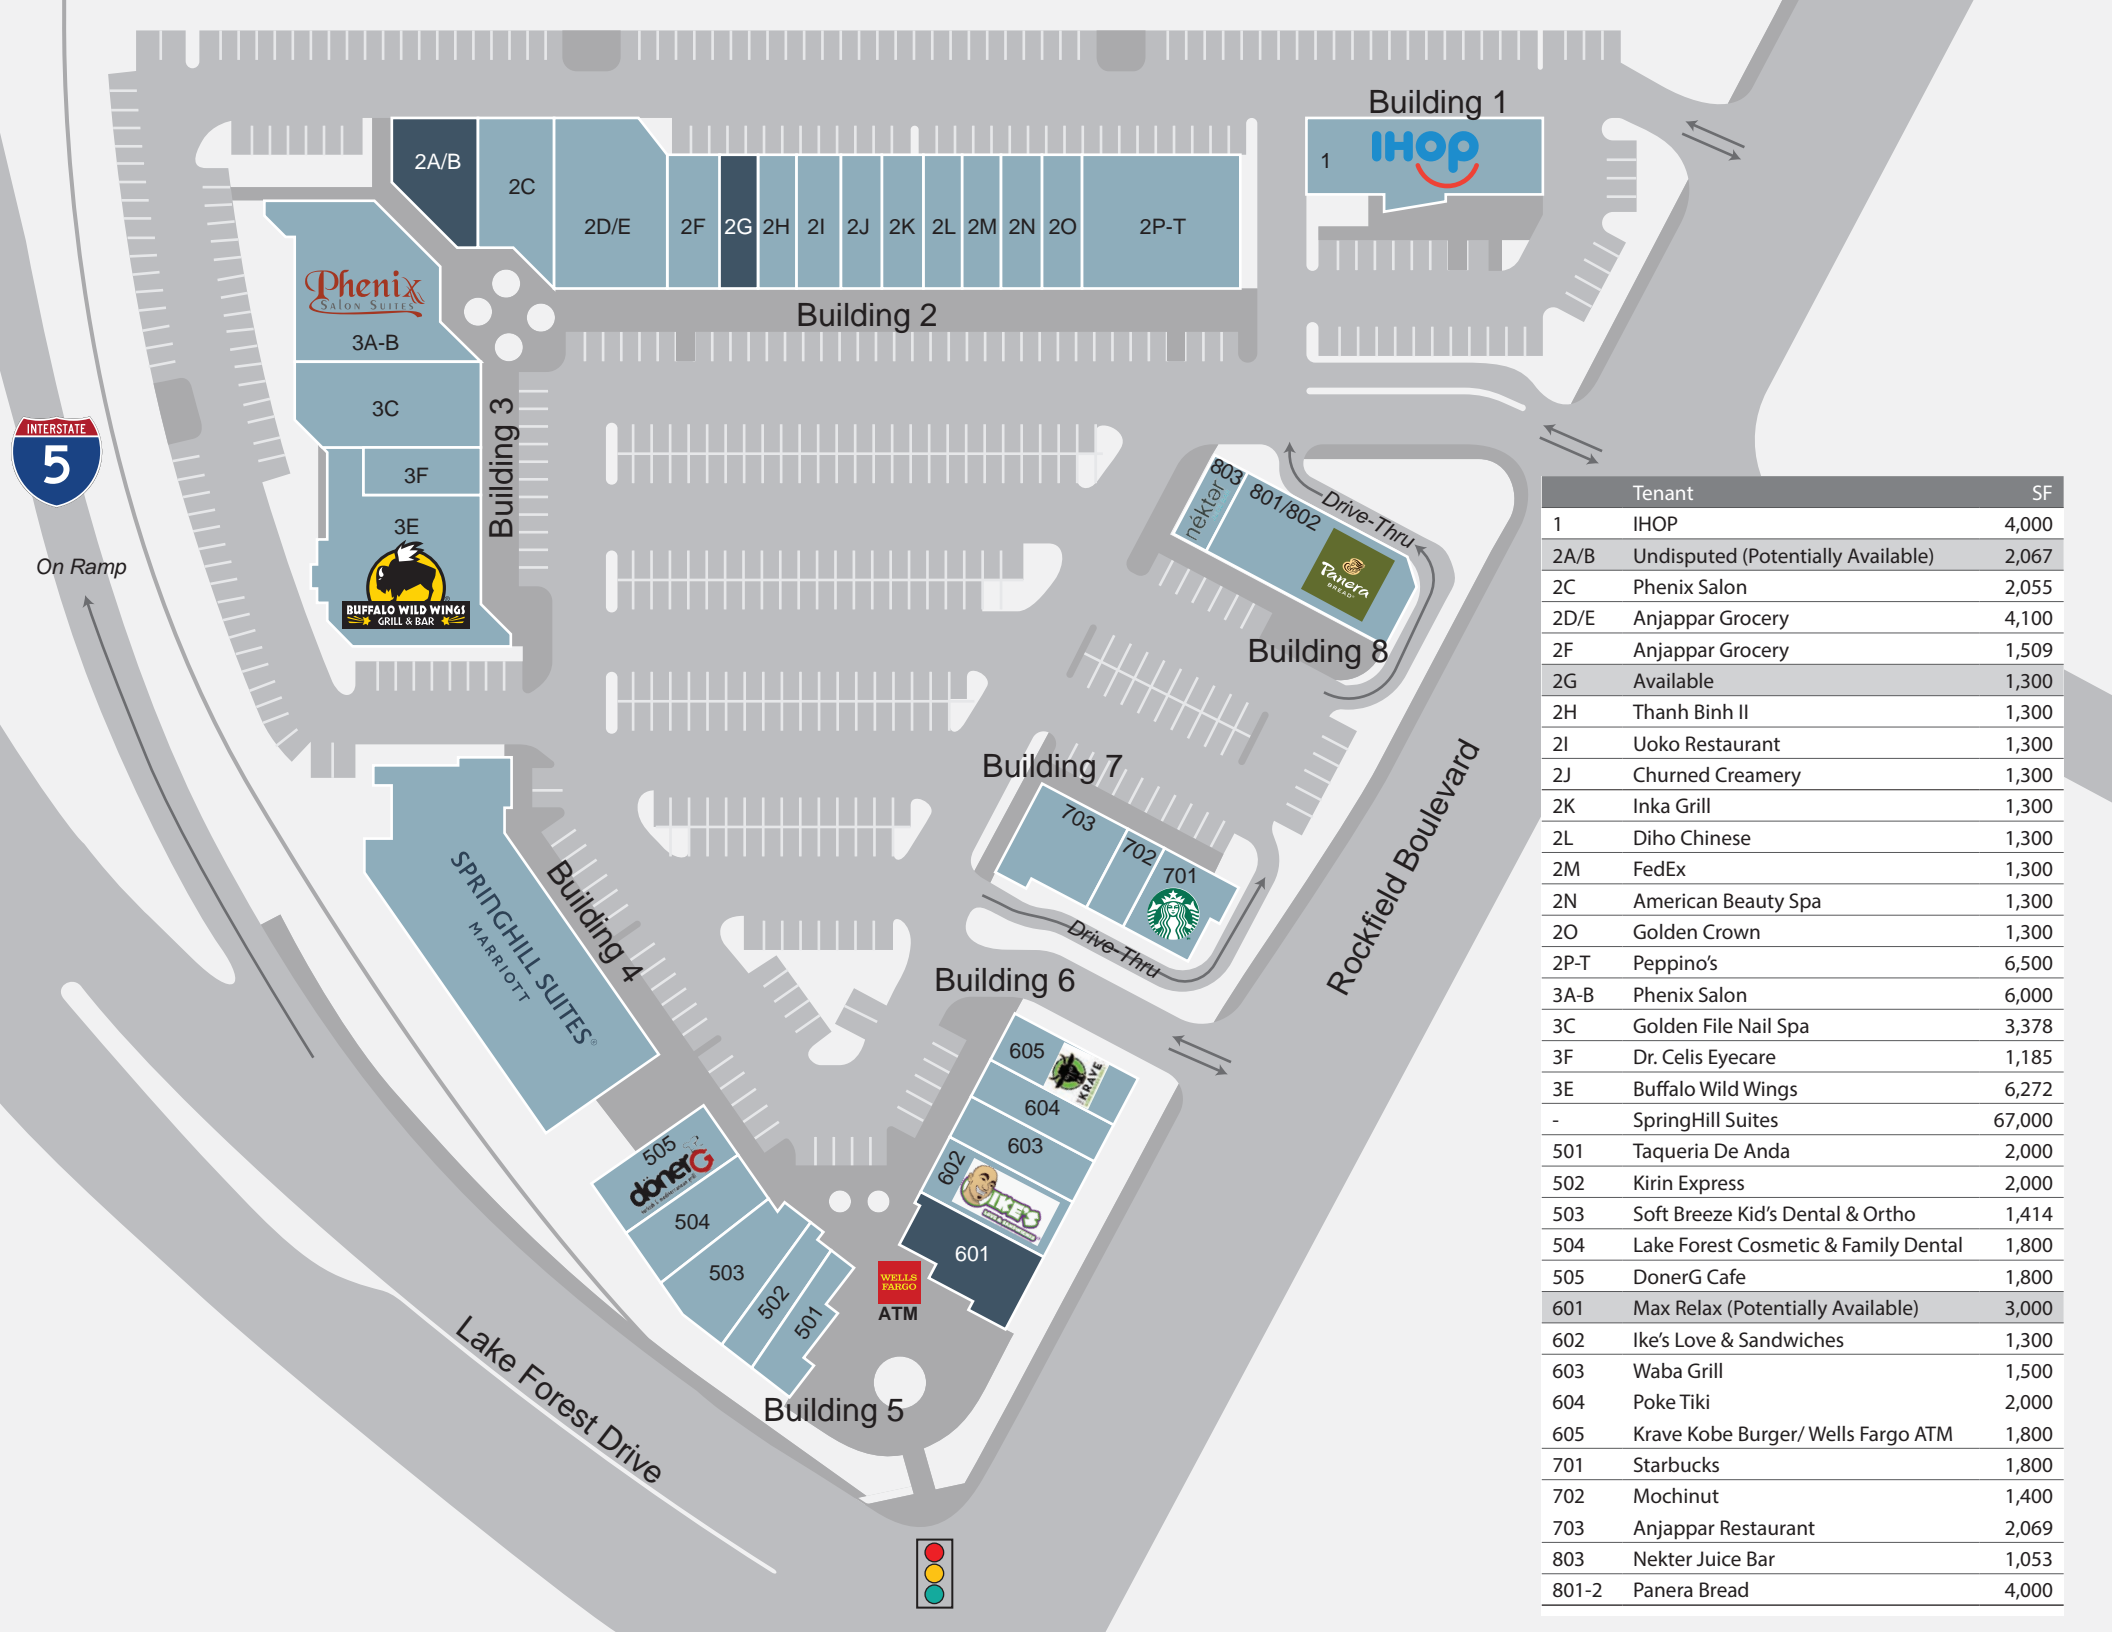 Building 1
IHOP
1
2A/B
2C
2D/E
2F
2G
2H
2I
2J
2K
2L
2M
2N
2O
2P-T
Building 2
Phenix
SALON SUITES
3A-B
3C
3F
3E
BUFFALO WILD WINGS
GRILL & BAR
Building 3
INTERSTATE
5
On Ramp
803
nékter
801/802
Drive-Thru
Panera
BREAD
Building 8
Building 7
703
702
701
Drive-Thru
Rockfield Boulevard
SPRINGHILL SUITES
MARRIOTT
Building 4
Building 6
605
KRAVE
604
603
602
IKE'S
601
505
dönerG
504
503
502
501
WELLS
FARGO
ATM
Building 5
Lake Forest Drive
Tenant SF
1 IHOP 4,000
2A/B Undisputed (Potentially Available) 2,067
2C Phenix Salon 2,055
2D/E Anjappar Grocery 4,100
2F Anjappar Grocery 1,509
2G Available 1,300
2H Thanh Binh II 1,300
2I Uoko Restaurant 1,300
2J Churned Creamery 1,300
2K Inka Grill 1,300
2L Diho Chinese 1,300
2M FedEx 1,300
2N American Beauty Spa 1,300
2O Golden Crown 1,300
2P-T Peppino’s 6,500
3A-B Phenix Salon 6,000
3C Golden File Nail Spa 3,378
3F Dr. Celis Eyecare 1,185
3E Buffalo Wild Wings 6,272
- SpringHill Suites 67,000
501 Taqueria De Anda 2,000
502 Kirin Express 2,000
503 Soft Breeze Kid’s Dental & Ortho 1,414
504 Lake Forest Cosmetic & Family Dental 1,800
505 DonerG Cafe 1,800
601 Max Relax (Potentially Available) 3,000
602 Ike’s Love & Sandwiches 1,300
603 Waba Grill 1,500
604 Poke Tiki 2,000
605 Krave Kobe Burger/ Wells Fargo ATM 1,800
701 Starbucks 1,800
702 Mochinut 1,400
703 Anjappar Restaurant 2,069
803 Nekter Juice Bar 1,053
801-2 Panera Bread 4,000